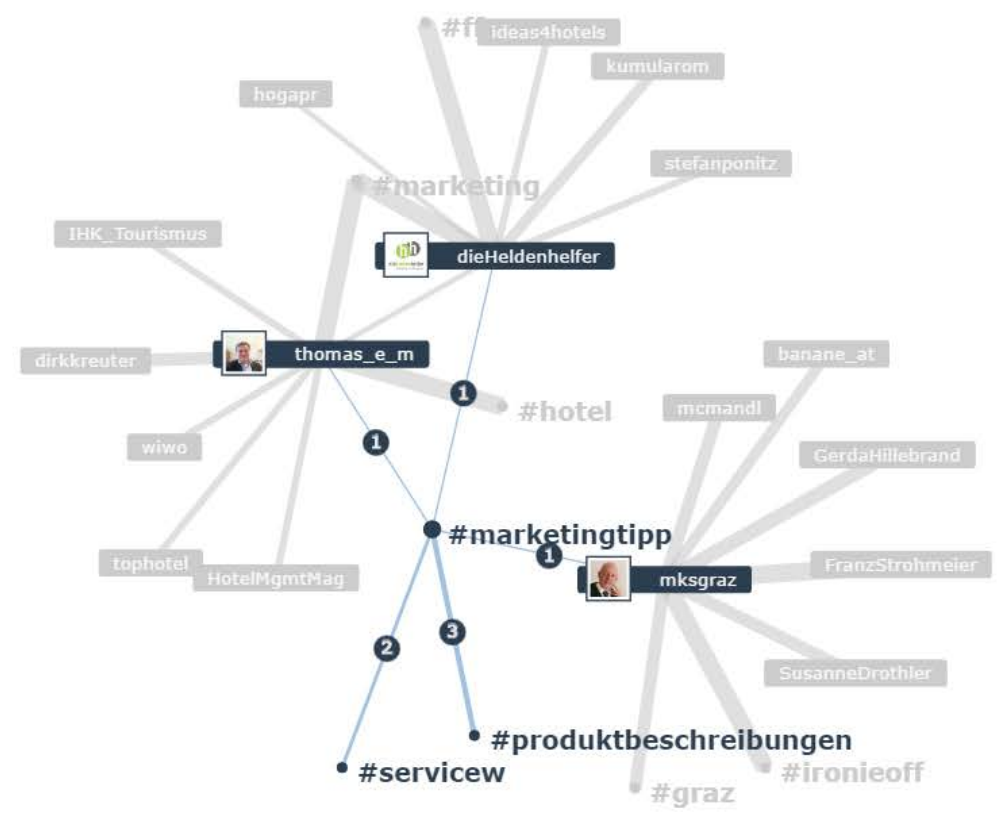 #ff
ideas4hotels
kumularom
hogapr
stefanponitz
#marketing
IHK_Tourismus
dieHeldenhelfer
thomas_e_m
dirkkreuter
banane_at
1
mcmandl
#hotel
1
wiwo
GerdaHillebrand
#marketingtipp
1
tophotel
HotelMgmtMag
FranzStrohmeier
mksgraz
3
2
SusanneDrothler
#produktbeschreibungen
#servicew
#ironieoff
#graz